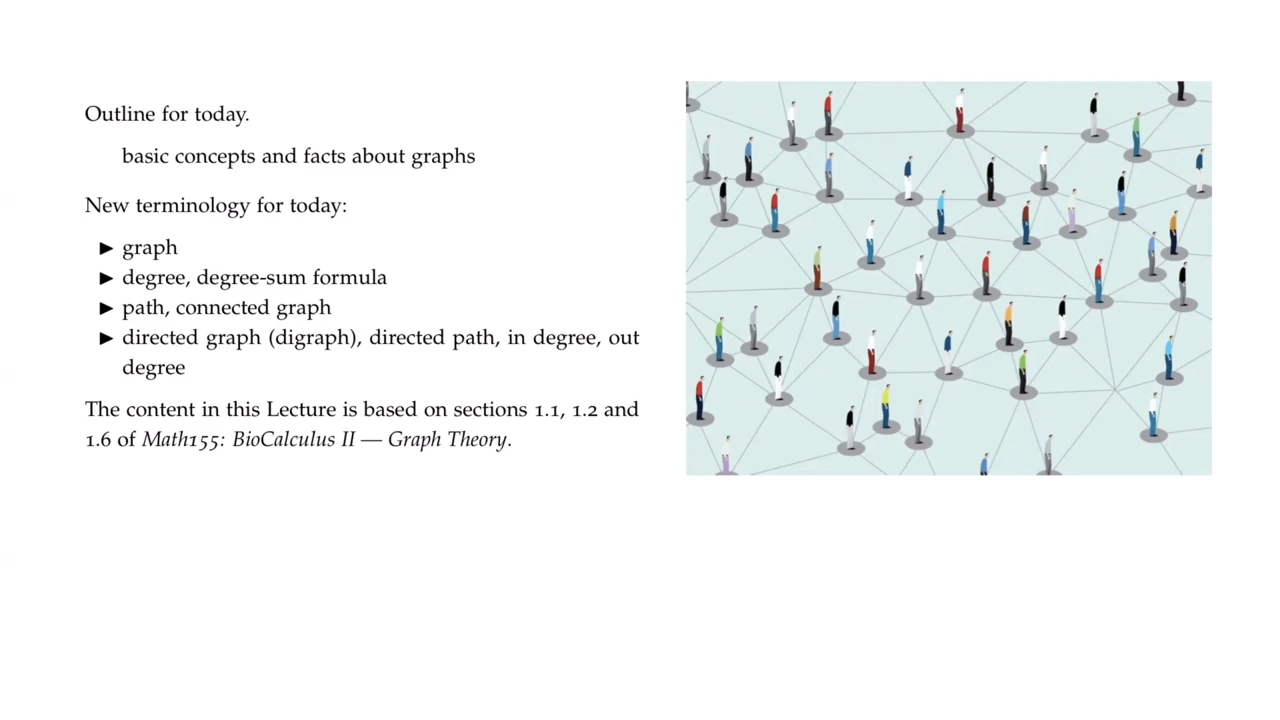 Outline for today.
basic concepts and facts about graphs
New terminology for today:
▶ graph
▶ degree, degree-sum formula
▶ path, connected graph
▶ directed graph (digraph), directed path, in degree, out
degree
The content in this Lecture is based on sections 1.1, 1.2 and
1.6 of Math155: BioCalculus II — Graph Theory.